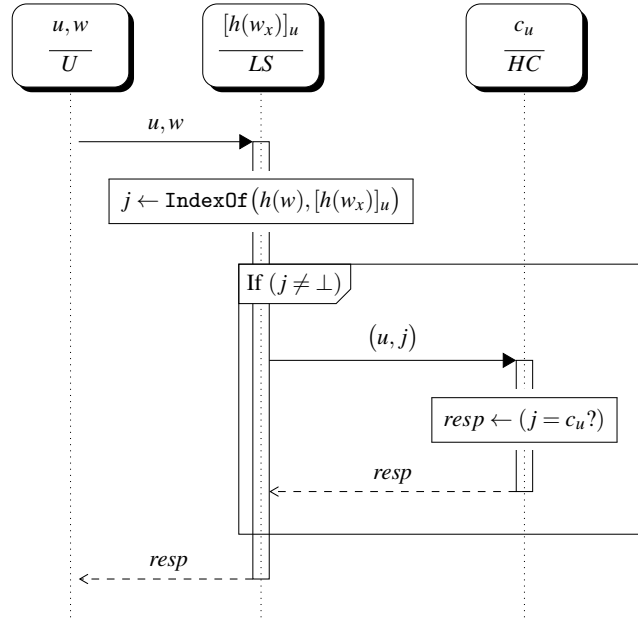 u, w
U
[h(w_x)]_u
LS
c_u
HC
u, w
j ← IndexOf(h(w), [h(w_x)]_u)
If (j ≠ ⊥)
(u, j)
resp ← (j = c_u?)
resp
resp